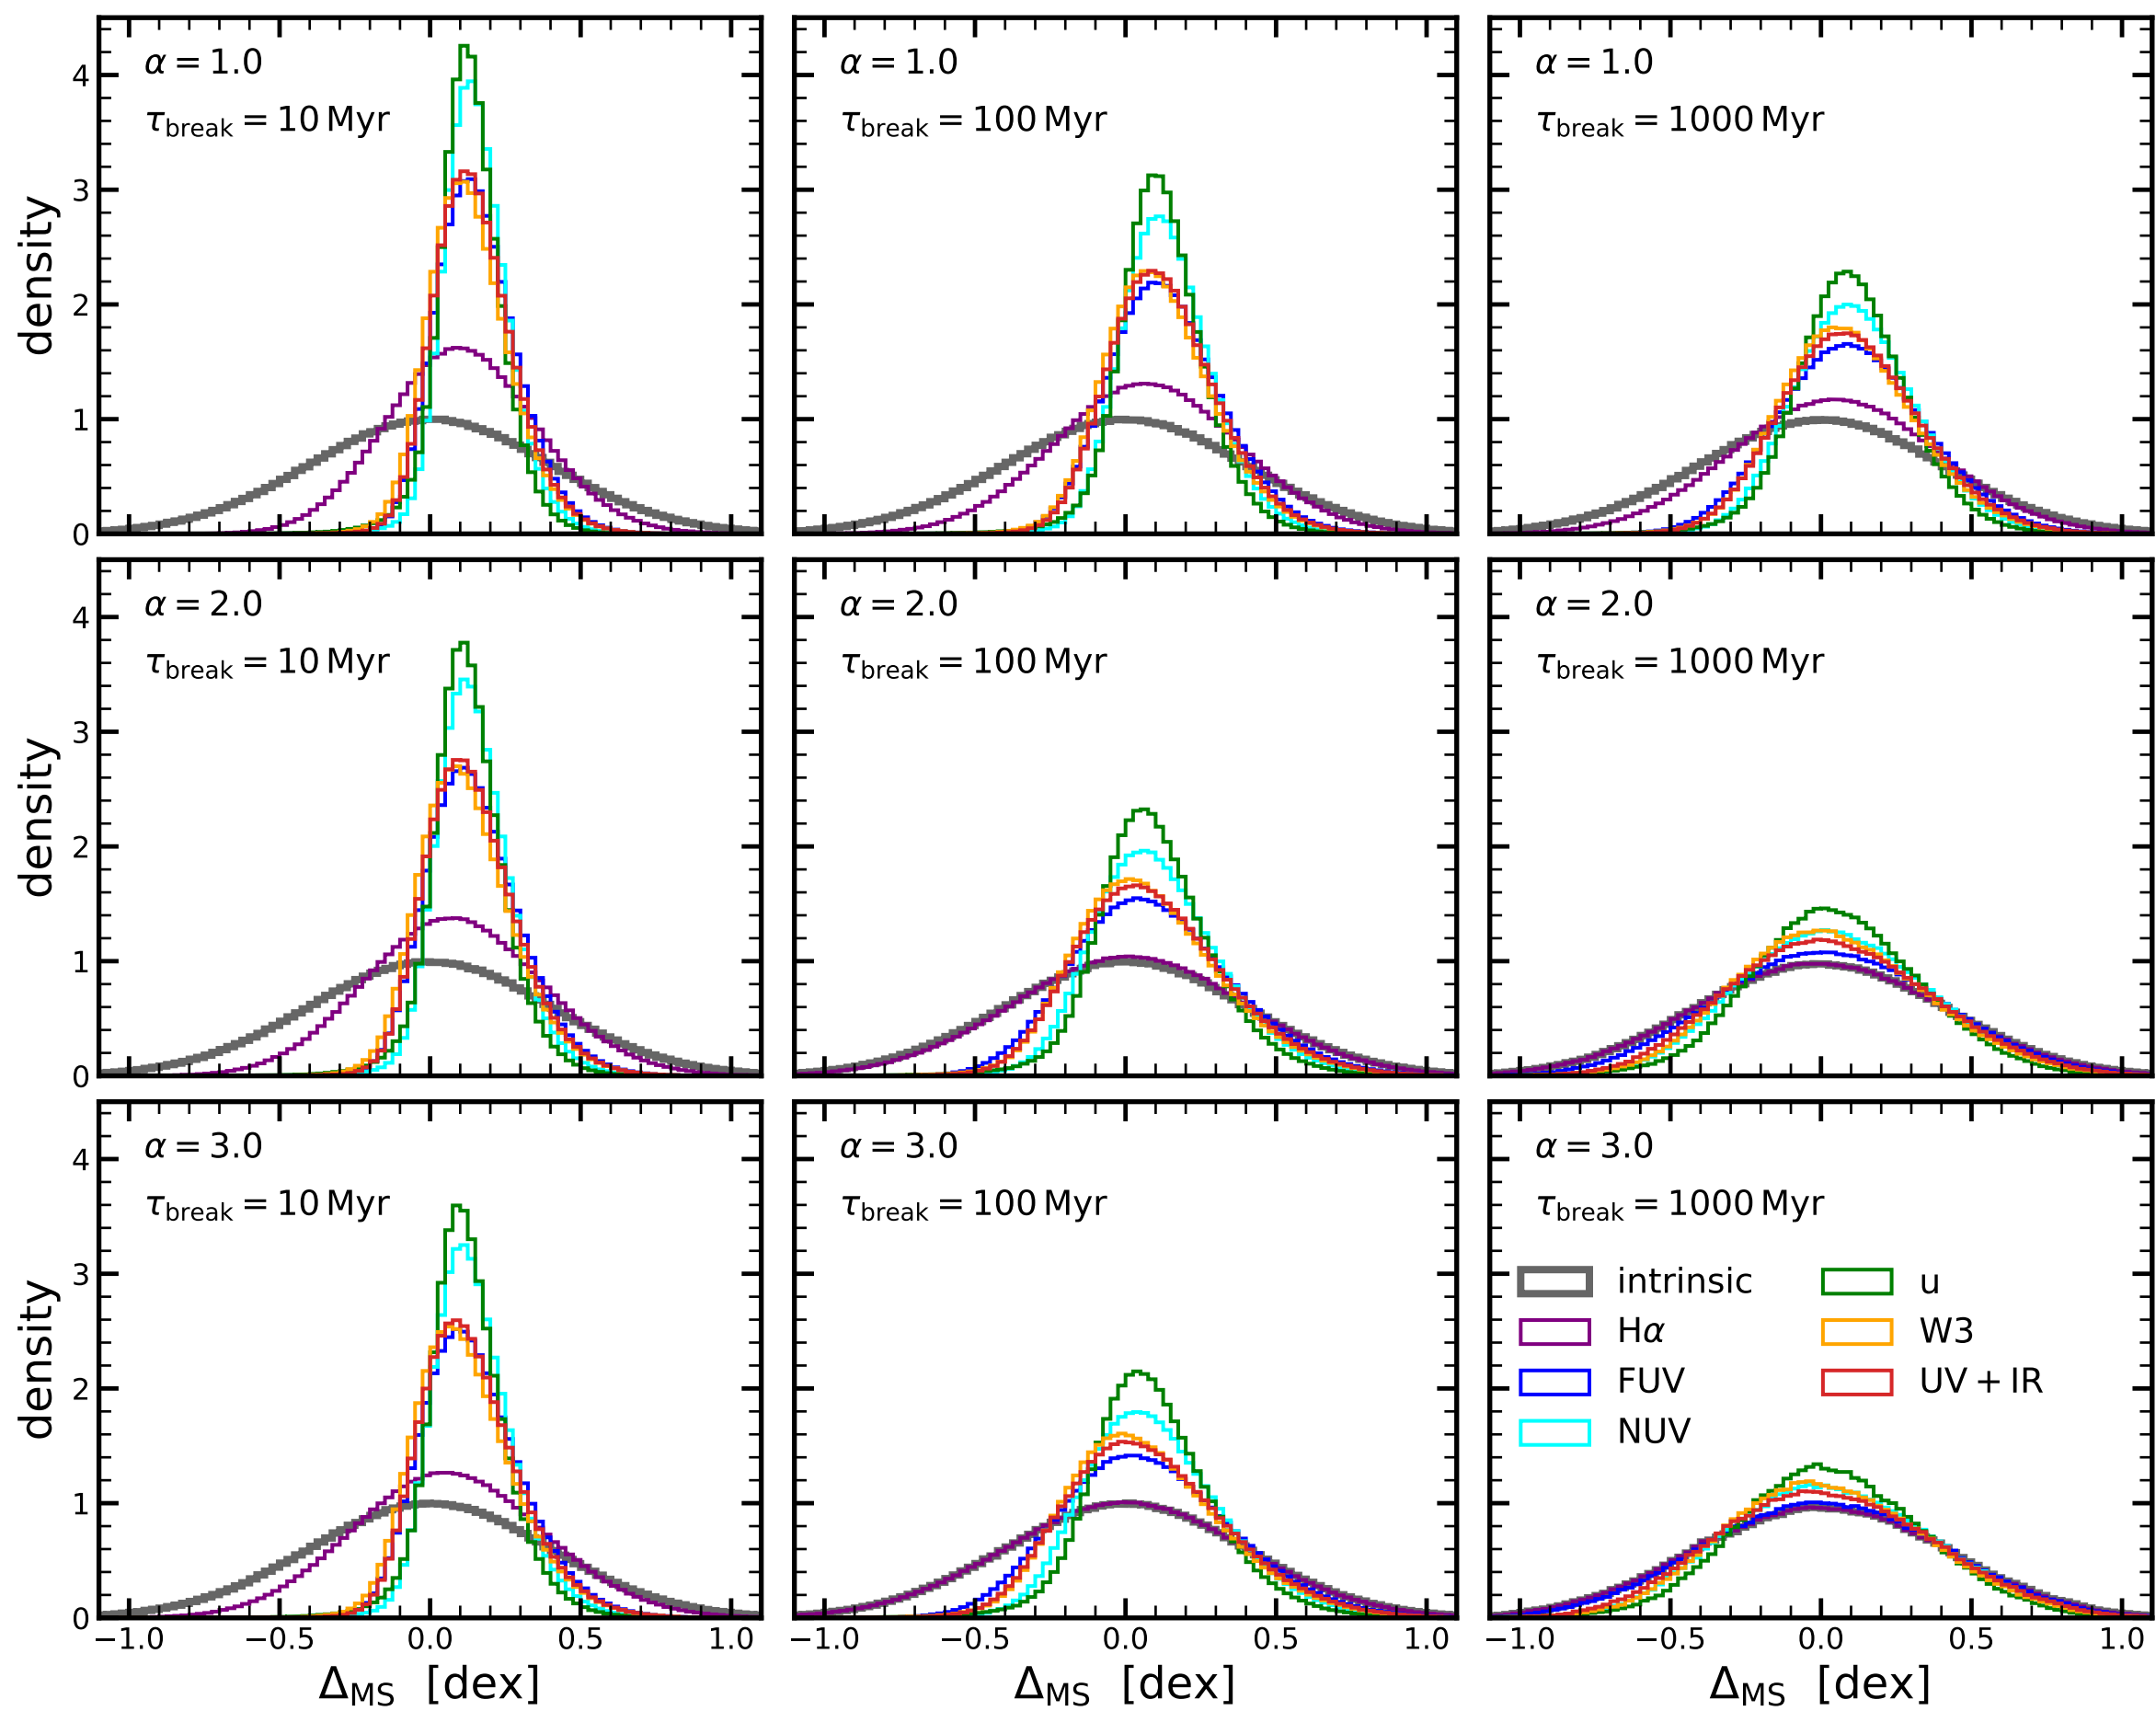 α = 1.0
τbreak = 10 Myr
α = 1.0
τbreak = 100 Myr
α = 1.0
τbreak = 1000 Myr
density
4
3
2
1
0
α = 2.0
τbreak = 10 Myr
α = 2.0
τbreak = 100 Myr
α = 2.0
τbreak = 1000 Myr
density
4
3
2
1
0
α = 3.0
τbreak = 10 Myr
α = 3.0
τbreak = 100 Myr
α = 3.0
τbreak = 1000 Myr
density
4
3
2
1
0
intrinsic
Hα
FUV
NUV
u
W3
UV + IR
−1.0 −0.5 0.0 0.5 1.0
−1.0 −0.5 0.0 0.5 1.0
−1.0 −0.5 0.0 0.5 1.0
ΔMS [dex]
ΔMS [dex]
ΔMS [dex]